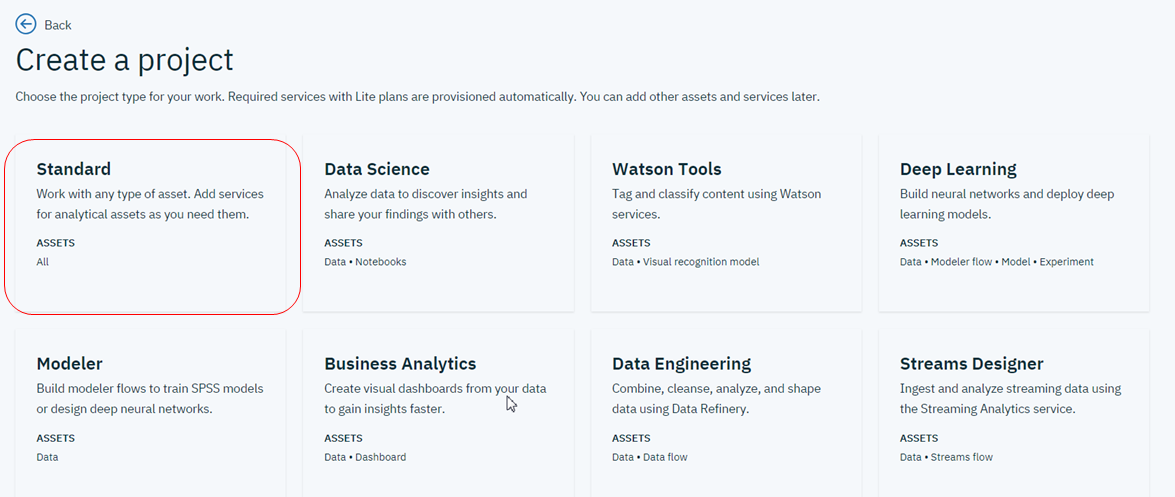 Back
Create a project
Choose the project type for your work. Required services with Lite plans are provisioned automatically. You can add other assets and services later.
Standard
Work with any type of asset. Add services
for analytical assets as you need them.
ASSETS
All
Data Science
Analyze data to discover insights and
share your findings with others.
ASSETS
Data • Notebooks
Watson Tools
Tag and classify content using Watson
services.
ASSETS
Data • Visual recognition model
Deep Learning
Build neural networks and deploy deep
learning models.
ASSETS
Data • Modeler flow • Model • Experiment
Modeler
Build modeler flows to train SPSS models
or design deep neural networks.
ASSETS
Data
Business Analytics
Create visual dashboards from your data
to gain insights faster.
ASSETS
Data • Dashboard
Data Engineering
Combine, cleanse, analyze, and shape
data using Data Refinery.
ASSETS
Data • Data flow
Streams Designer
Ingest and analyze streaming data using
the Streaming Analytics service.
ASSETS
Data • Streams flow